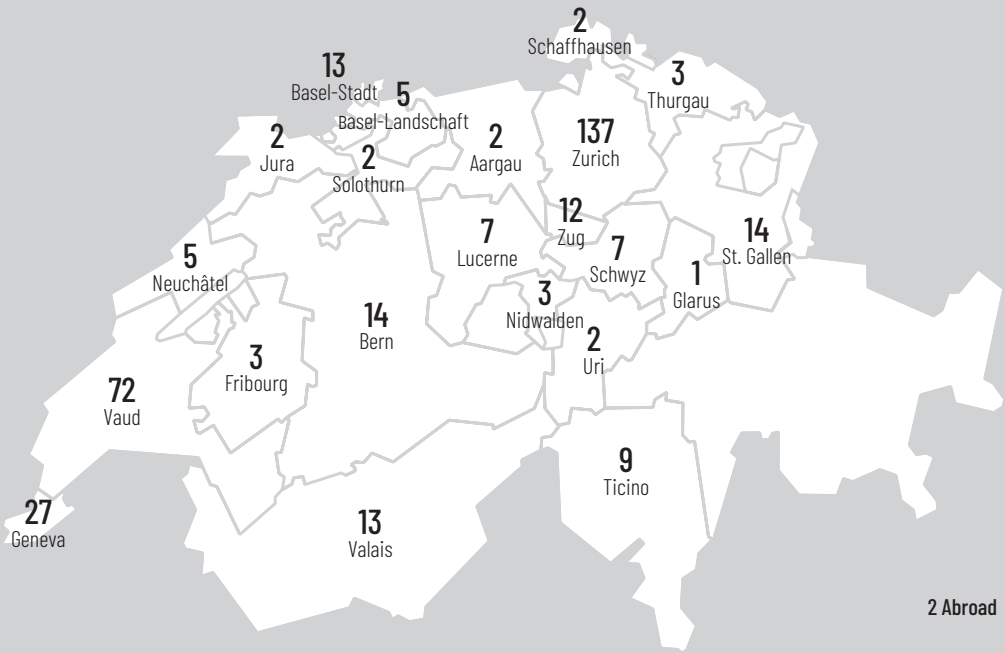 2
Schaffhausen
13
Basel-Stadt
3
Thurgau
5
Basel-Landschaft
137
Zurich
2
Jura
2
Aargau
2
Solothurn
12
Zug
7
Lucerne
14
St. Gallen
7
Schwyz
5
Neuchâtel
1
Glarus
3
Nidwalden
14
Bern
2
Uri
3
Fribourg
72
Vaud
9
Ticino
27
Geneva
13
Valais
2 Abroad